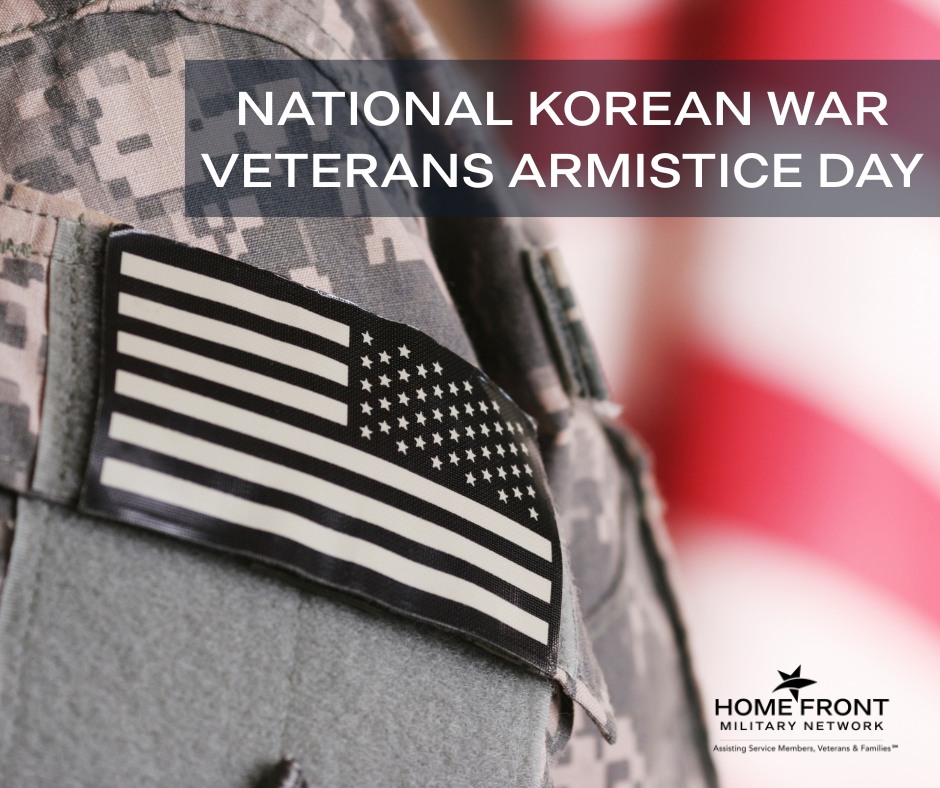 NATIONAL KOREAN WAR
VETERANS ARMISTICE DAY
HOME FRONT
MILITARY NETWORK
Assisting Service Members, Veterans & Families℠